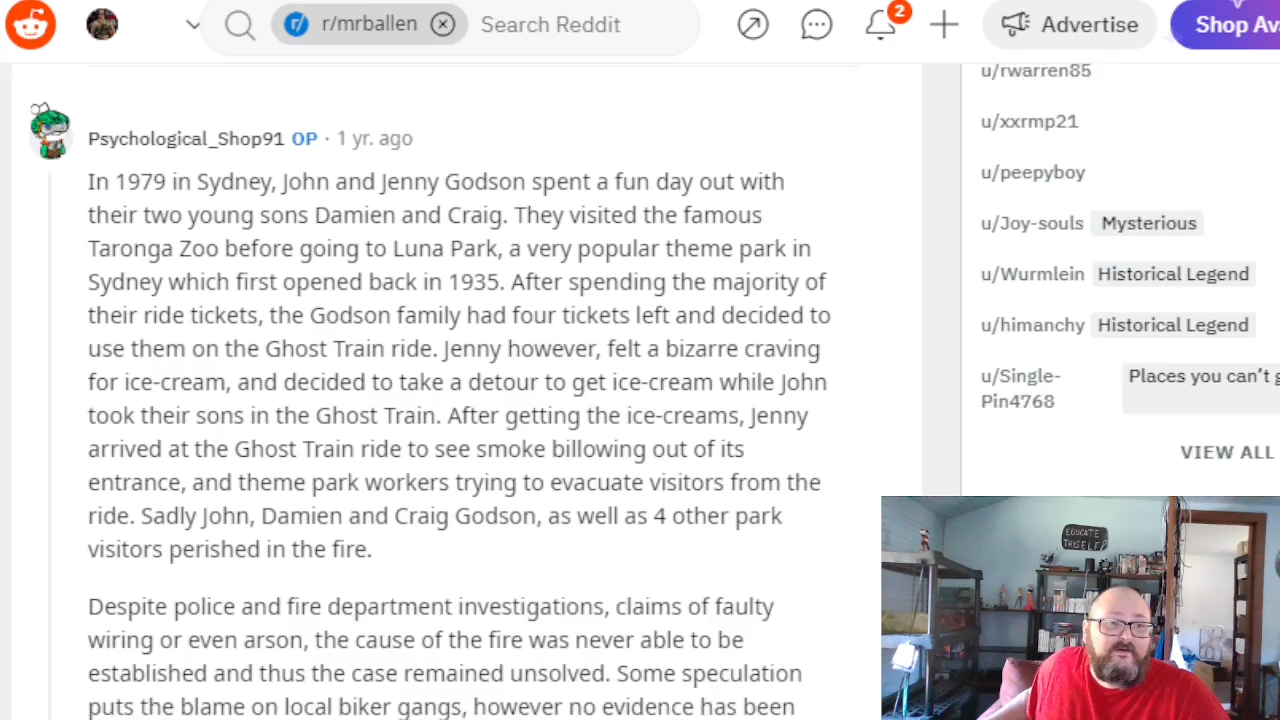 r/
r/mrballen
Search Reddit
2
Advertise
Shop Ava
u/rwarren85
u/xxrmp21
u/peepyboy
u/Joy-souls Mysterious
u/Wurmlein Historical Legend
u/himanchy Historical Legend
u/Single-
Pin4768
Places you can’t g
VIEW ALL
Psychological_Shop91 OP · 1 yr. ago
In 1979 in Sydney, John and Jenny Godson spent a fun day out with
their two young sons Damien and Craig. They visited the famous
Taronga Zoo before going to Luna Park, a very popular theme park in
Sydney which first opened back in 1935. After spending the majority of
their ride tickets, the Godson family had four tickets left and decided to
use them on the Ghost Train ride. Jenny however, felt a bizarre craving
for ice-cream, and decided to take a detour to get ice-cream while John
took their sons in the Ghost Train. After getting the ice-creams, Jenny
arrived at the Ghost Train ride to see smoke billowing out of its
entrance, and theme park workers trying to evacuate visitors from the
ride. Sadly John, Damien and Craig Godson, as well as 4 other park
visitors perished in the fire.
Despite police and fire department investigations, claims of faulty
wiring or even arson, the cause of the fire was never able to be
established and thus the case remained unsolved. Some speculation
puts the blame on local biker gangs, however no evidence has been
EDUCATE
THYSELF